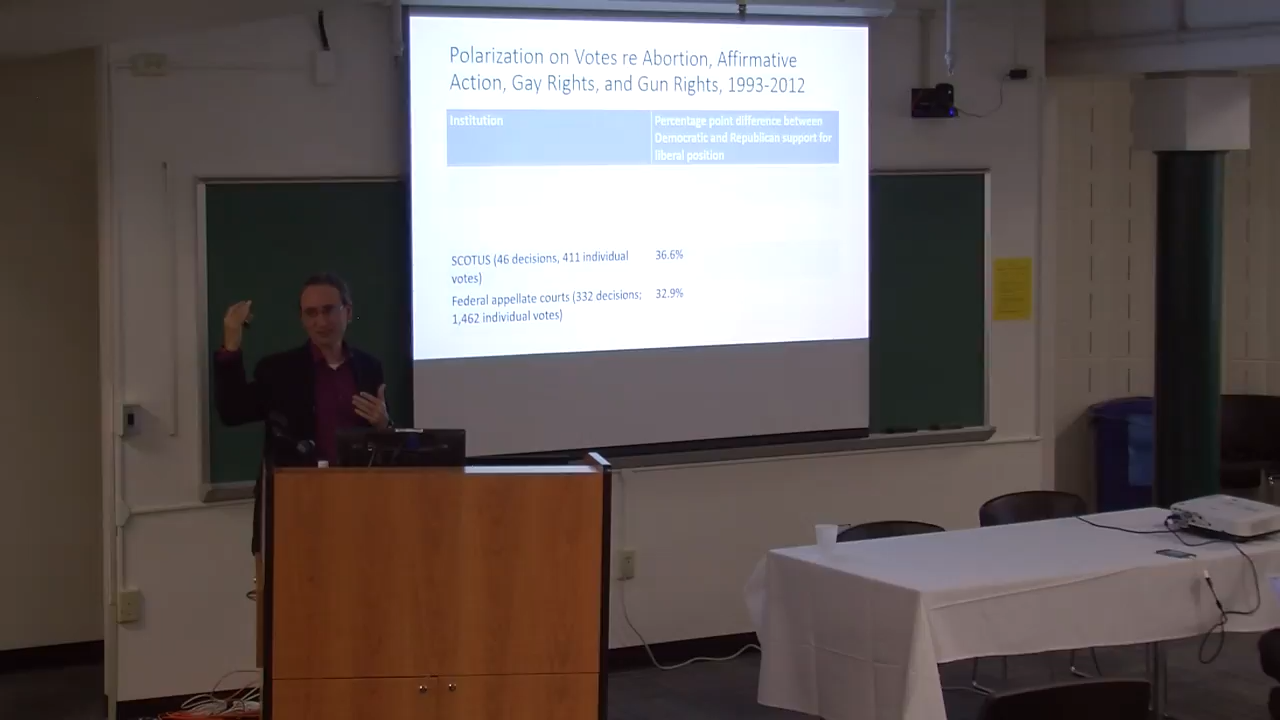 Polarization on Votes re Abortion, Affirmative
Action, Gay Rights, and Gun Rights, 1993-2012
Institution
Percentage point difference between
Democratic and Republican support for
liberal position
SCOTUS (46 decisions, 411 individual
votes)
36.6%
Federal appellate courts (332 decisions;
1,462 individual votes)
32.9%